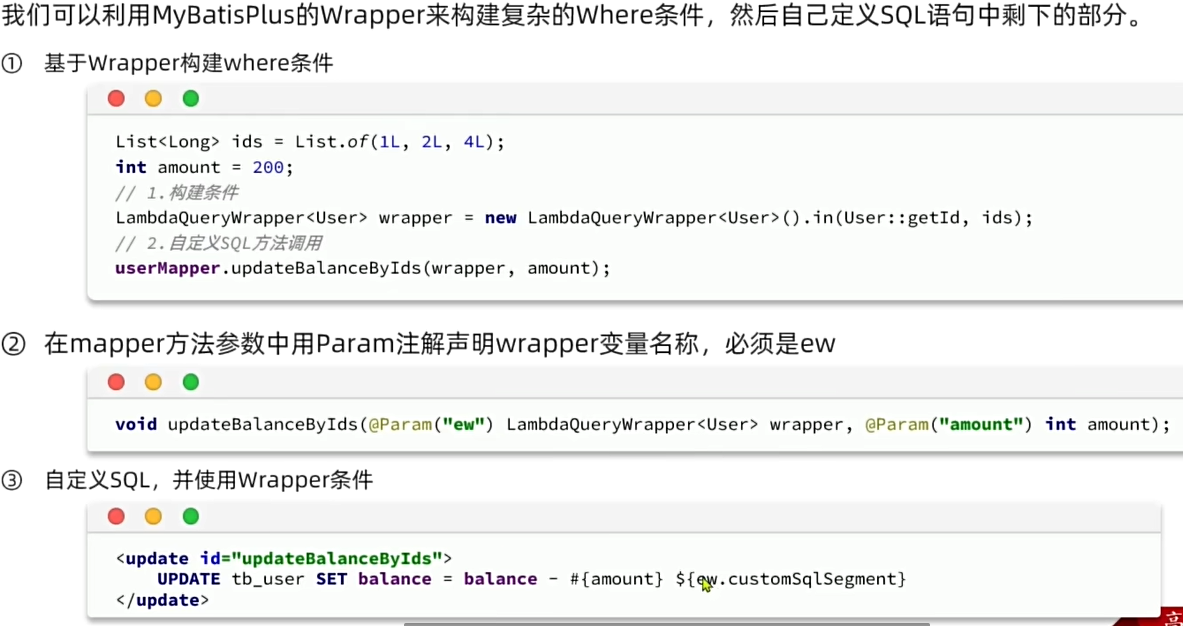 我们可以利用MyBatisPlus的Wrapper来构建复杂的Where条件，然后自己定义SQL语句中剩下的部分。
① 基于Wrapper构建where条件
List<Long> ids = List.of(1L, 2L, 4L);
int amount = 200;
// 1.构建条件
LambdaQueryWrapper<User> wrapper = new LambdaQueryWrapper<User>().in(User::getId, ids);
// 2.自定义SQL方法调用
userMapper.updateBalanceByIds(wrapper, amount);
② 在mapper方法参数中用Param注解声明wrapper变量名称，必须是ew
void updateBalanceByIds(@Param("ew") LambdaQueryWrapper<User> wrapper, @Param("amount") int amount);
③ 自定义SQL，并使用Wrapper条件
<update id="updateBalanceByIds">
UPDATE tb_user SET balance = balance - #{amount} ${ew.customSqlSegment}
</update>
高